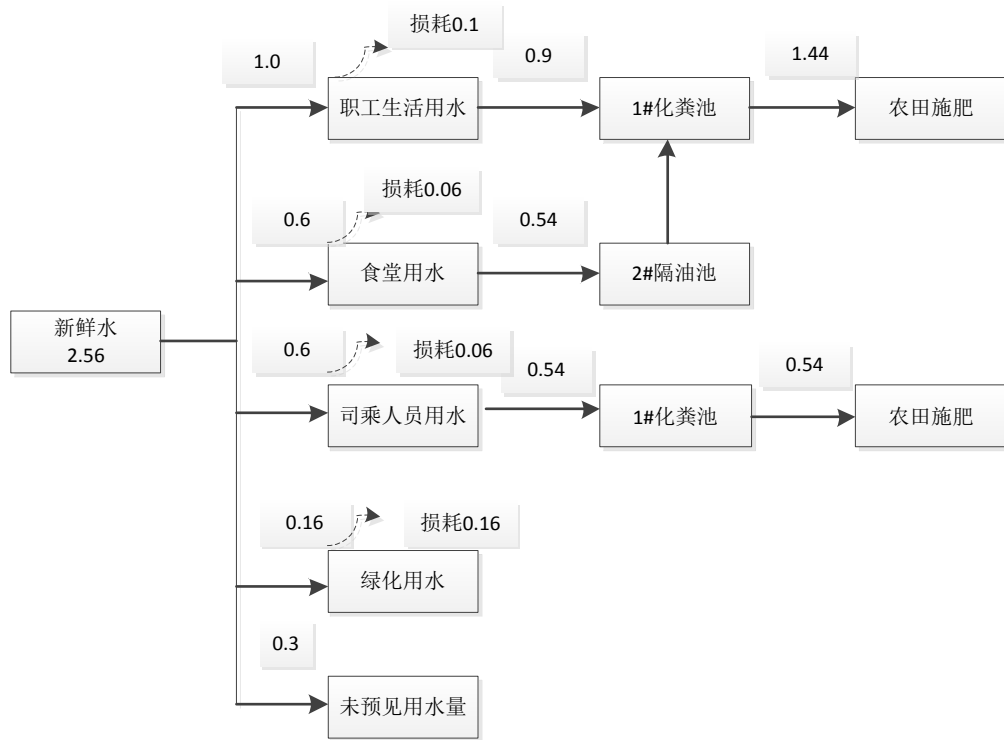 损耗0.1
1.0
0.9
1.44
职工生活用水
1#化粪池
农田施肥
损耗0.06
0.6
0.54
食堂用水
2#隔油池
新鲜水
2.56
0.6
损耗0.06
0.54
0.54
司乘人员用水
1#化粪池
农田施肥
0.16
损耗0.16
绿化用水
0.3
未预见用水量